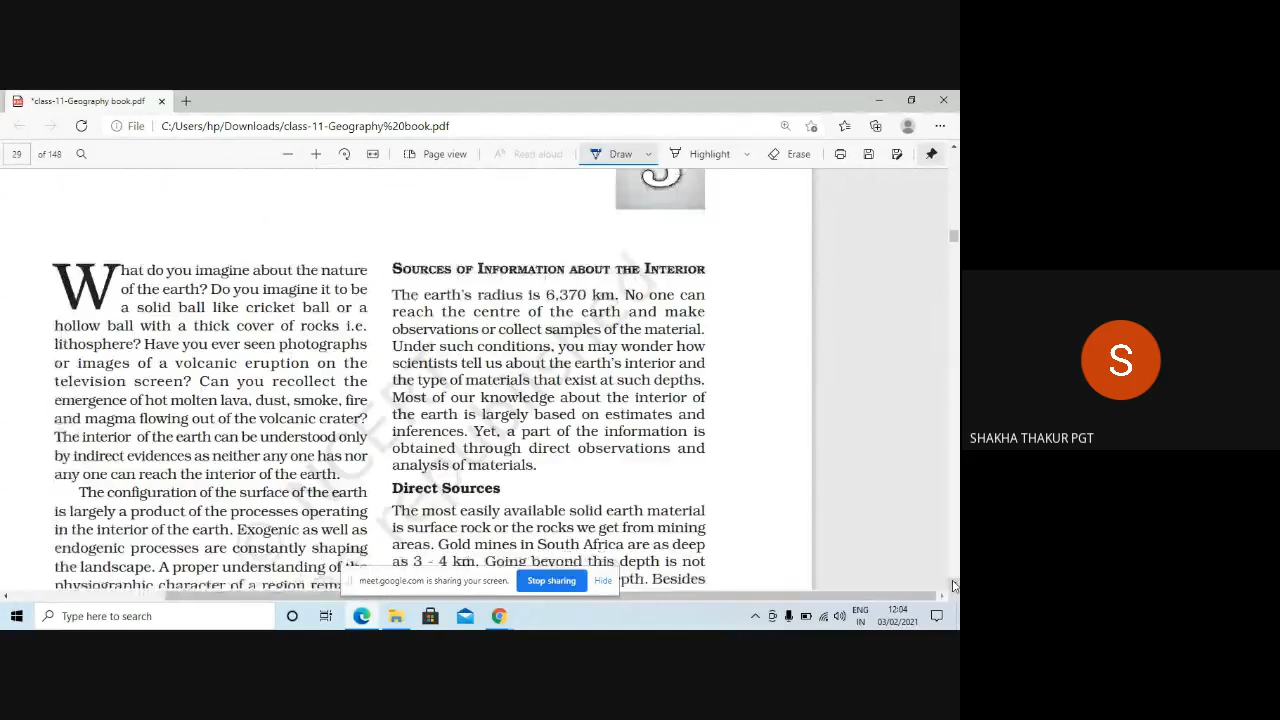 *class-11-Geography book.pdf
File
C:/Users/hp/Downloads/class-11-Geography%20book.pdf
29 of 148
Page view
Read aloud
Draw
Highlight
Erase
What do you imagine about the nature
of the earth? Do you imagine it to be
a solid ball like cricket ball or a
hollow ball with a thick cover of rocks i.e.
lithosphere? Have you ever seen photographs
or images of a volcanic eruption on the
television screen? Can you recollect the
emergence of hot molten lava, dust, smoke, fire
and magma flowing out of the volcanic crater?
The interior of the earth can be understood only
by indirect evidences as neither any one has nor
any one can reach the interior of the earth.
The configuration of the surface of the earth
is largely a product of the processes operating
in the interior of the earth. Exogenic as well as
endogenic processes are constantly shaping
the landscape. A proper understanding of the
physiographic character of a region
SOURCES OF INFORMATION ABOUT THE INTERIOR
The earth's radius is 6,370 km. No one can
reach the centre of the earth and make
observations or collect samples of the material.
Under such conditions, you may wonder how
scientists tell us about the earth's interior and
the type of materials that exist at such depths.
Most of our knowledge about the interior of
the earth is largely based on estimates and
inferences. Yet, a part of the information is
obtained through direct observations and
analysis of materials.
Direct Sources
The most easily available solid earth material
is surface rock or the rocks we get from mining
areas. Gold mines in South Africa are as deep
as 3 - 4 km. Going beyond this depth is not
Besides
© NCERT
republished
meet.google.com is sharing your screen.
Stop sharing
Hide
Type here to search
ENG
IN
12:04
03/02/2021
S
SHAKHA THAKUR PGT